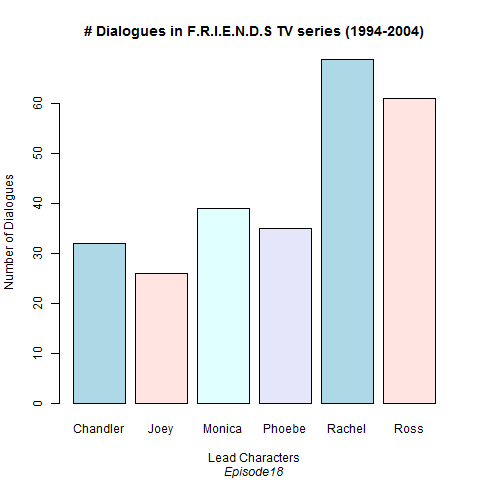 # Dialogues in F.R.I.E.N.D.S TV series (1994-2004)
Number of Dialogues
60
50
40
30
20
10
0
Chandler Joey Monica Phoebe Rachel Ross
Lead Characters
Episode18